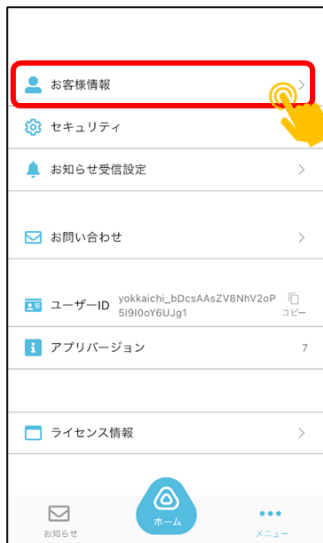 お客様情報
セキュリティ
お知らせ受信設定
お問い合わせ
ユーザーID yokkaichi_bDcsAAsZV8NhV2oP
5I9I0oY6UJg1 コピー
アプリバージョン 7
ライセンス情報
お知らせ ホーム メニュー